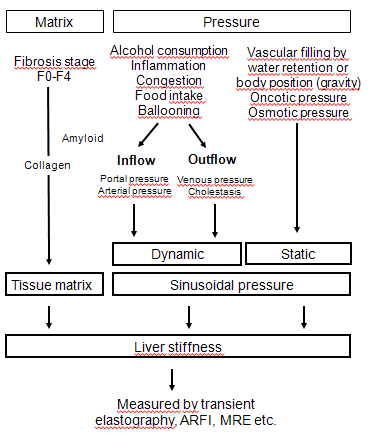 Matrix
Pressure
Fibrosis stage
F0-F4
Alcohol consumption
Inflammation
Congestion
Food intake
Ballooning
Vascular filling by
water retention or
body position (gravity)
Oncotic pressure
Osmotic pressure
Amyloid
Collagen
Inflow
Outflow
Portal pressure
Arterial pressure
Venous pressure
Cholestasis
Dynamic
Static
Tissue matrix
Sinusoidal pressure
Liver stiffness
Measured by transient
elastography, ARFI, MRE etc.